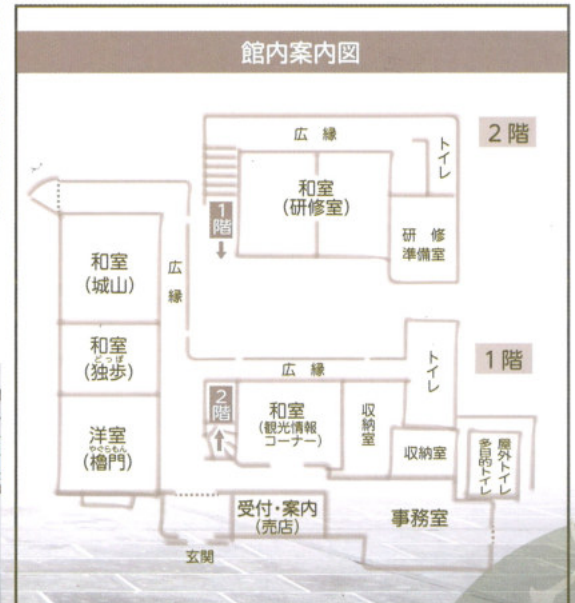 館内案内図
2階
広縁
トイレ
和室
(研修室)
研修
準備室
1階
↓
和室
(城山)
広縁
和室
どっぽ
(独歩)
洋室
やぐらもん
(櫓門)
1階
広縁
トイレ
2階
↑
和室
(観光情報
コーナー)
収納室
収納室
屋外トイレ
多目的トイレ
受付・案内
(売店)
事務室
玄関